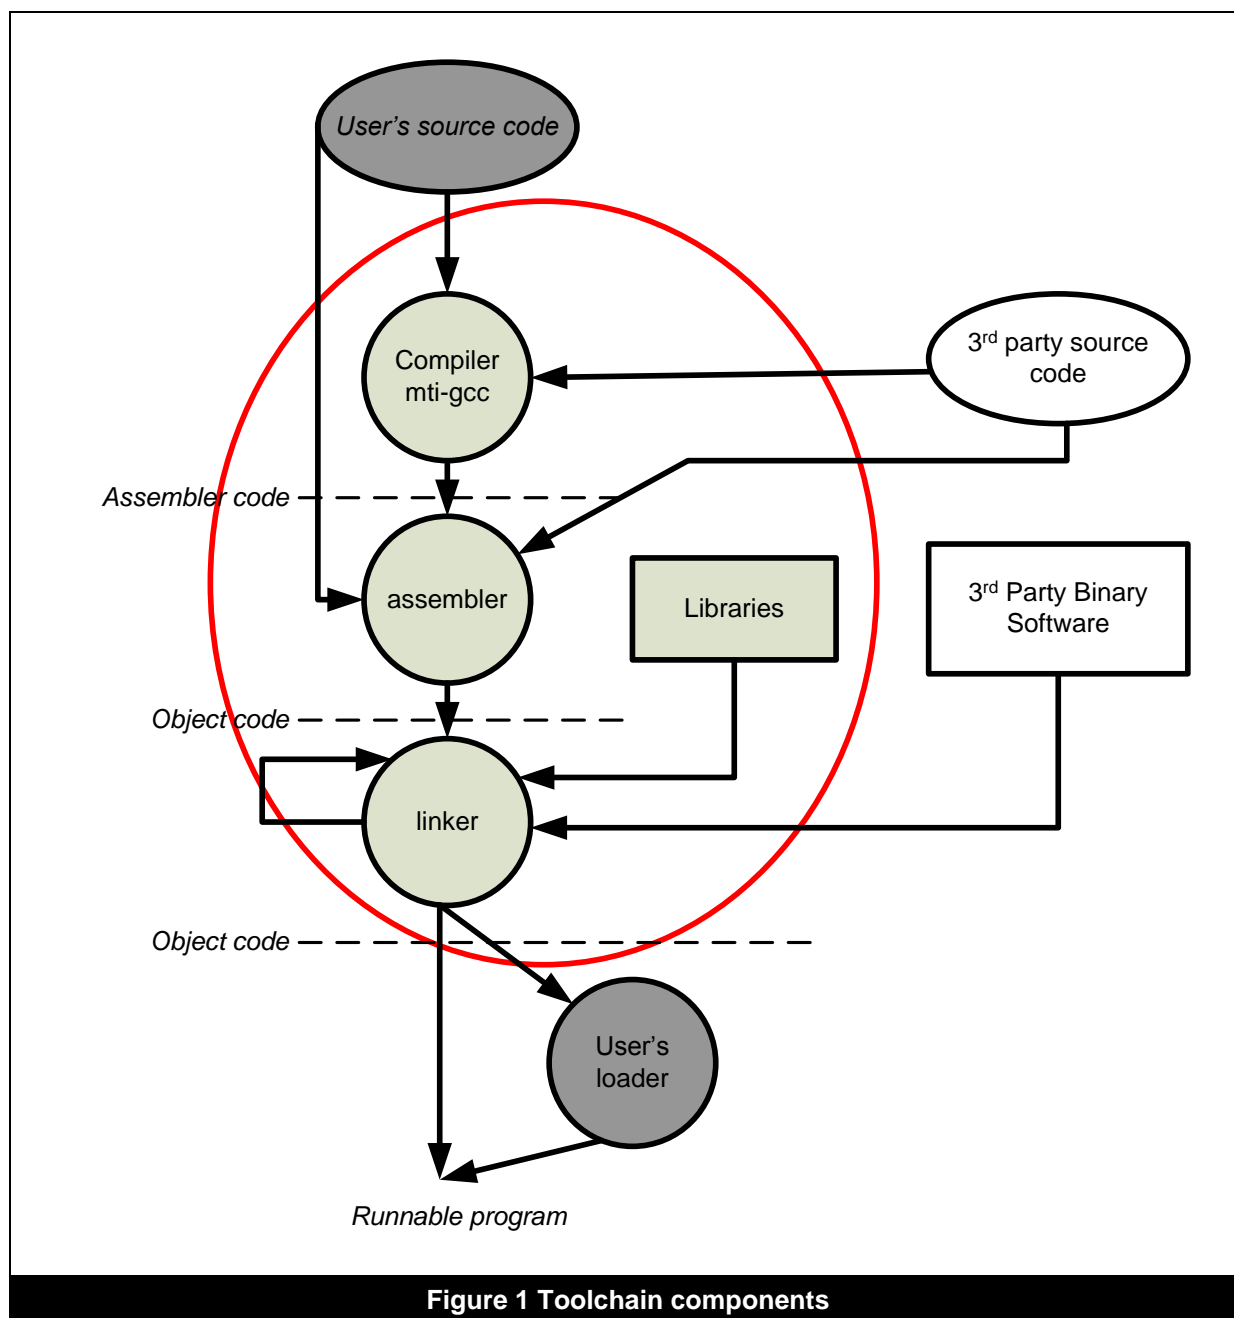 User's source code
Compiler
mti-gcc
3rd party source
code
Assembler code
assembler
Libraries
3rd Party Binary
Software
Object code
linker
Object code
User's
loader
Runnable program
Figure 1 Toolchain components